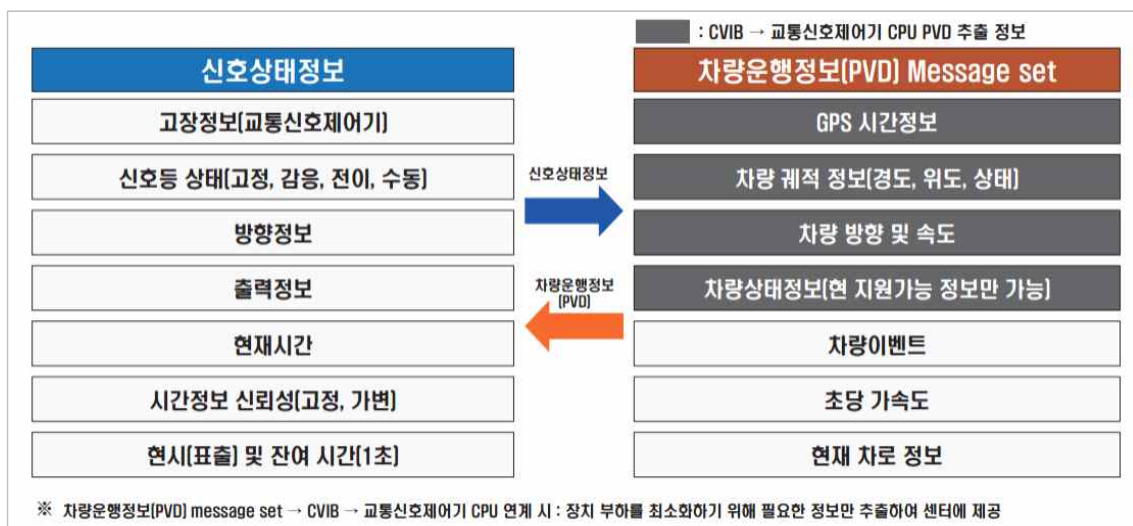 : CVIB → 교통신호제어기 CPU PVD 추출 정보
신호상태정보
고장정보(교통신호제어기)
신호등 상태(고정, 감응, 전이, 수동)
방향정보
출력정보
현재시간
시간정보 신뢰성(고정, 가변)
현시(표출) 및 잔여 시간(1초)
신호상태정보
차량운행정보
(PVD)
차량운행정보(PVD) Message set
GPS 시간정보
차량 궤적 정보(경도, 위도, 상태)
차량 방향 및 속도
차량상태정보(현 지원가능 정보만 가능)
차량이벤트
초당 가속도
현재 차로 정보
※ 차량운행정보(PVD) message set → CVIB → 교통신호제어기 CPU 연계 시 : 장치 부하를 최소화하기 위해 필요한 정보만 추출하여 센터에 제공